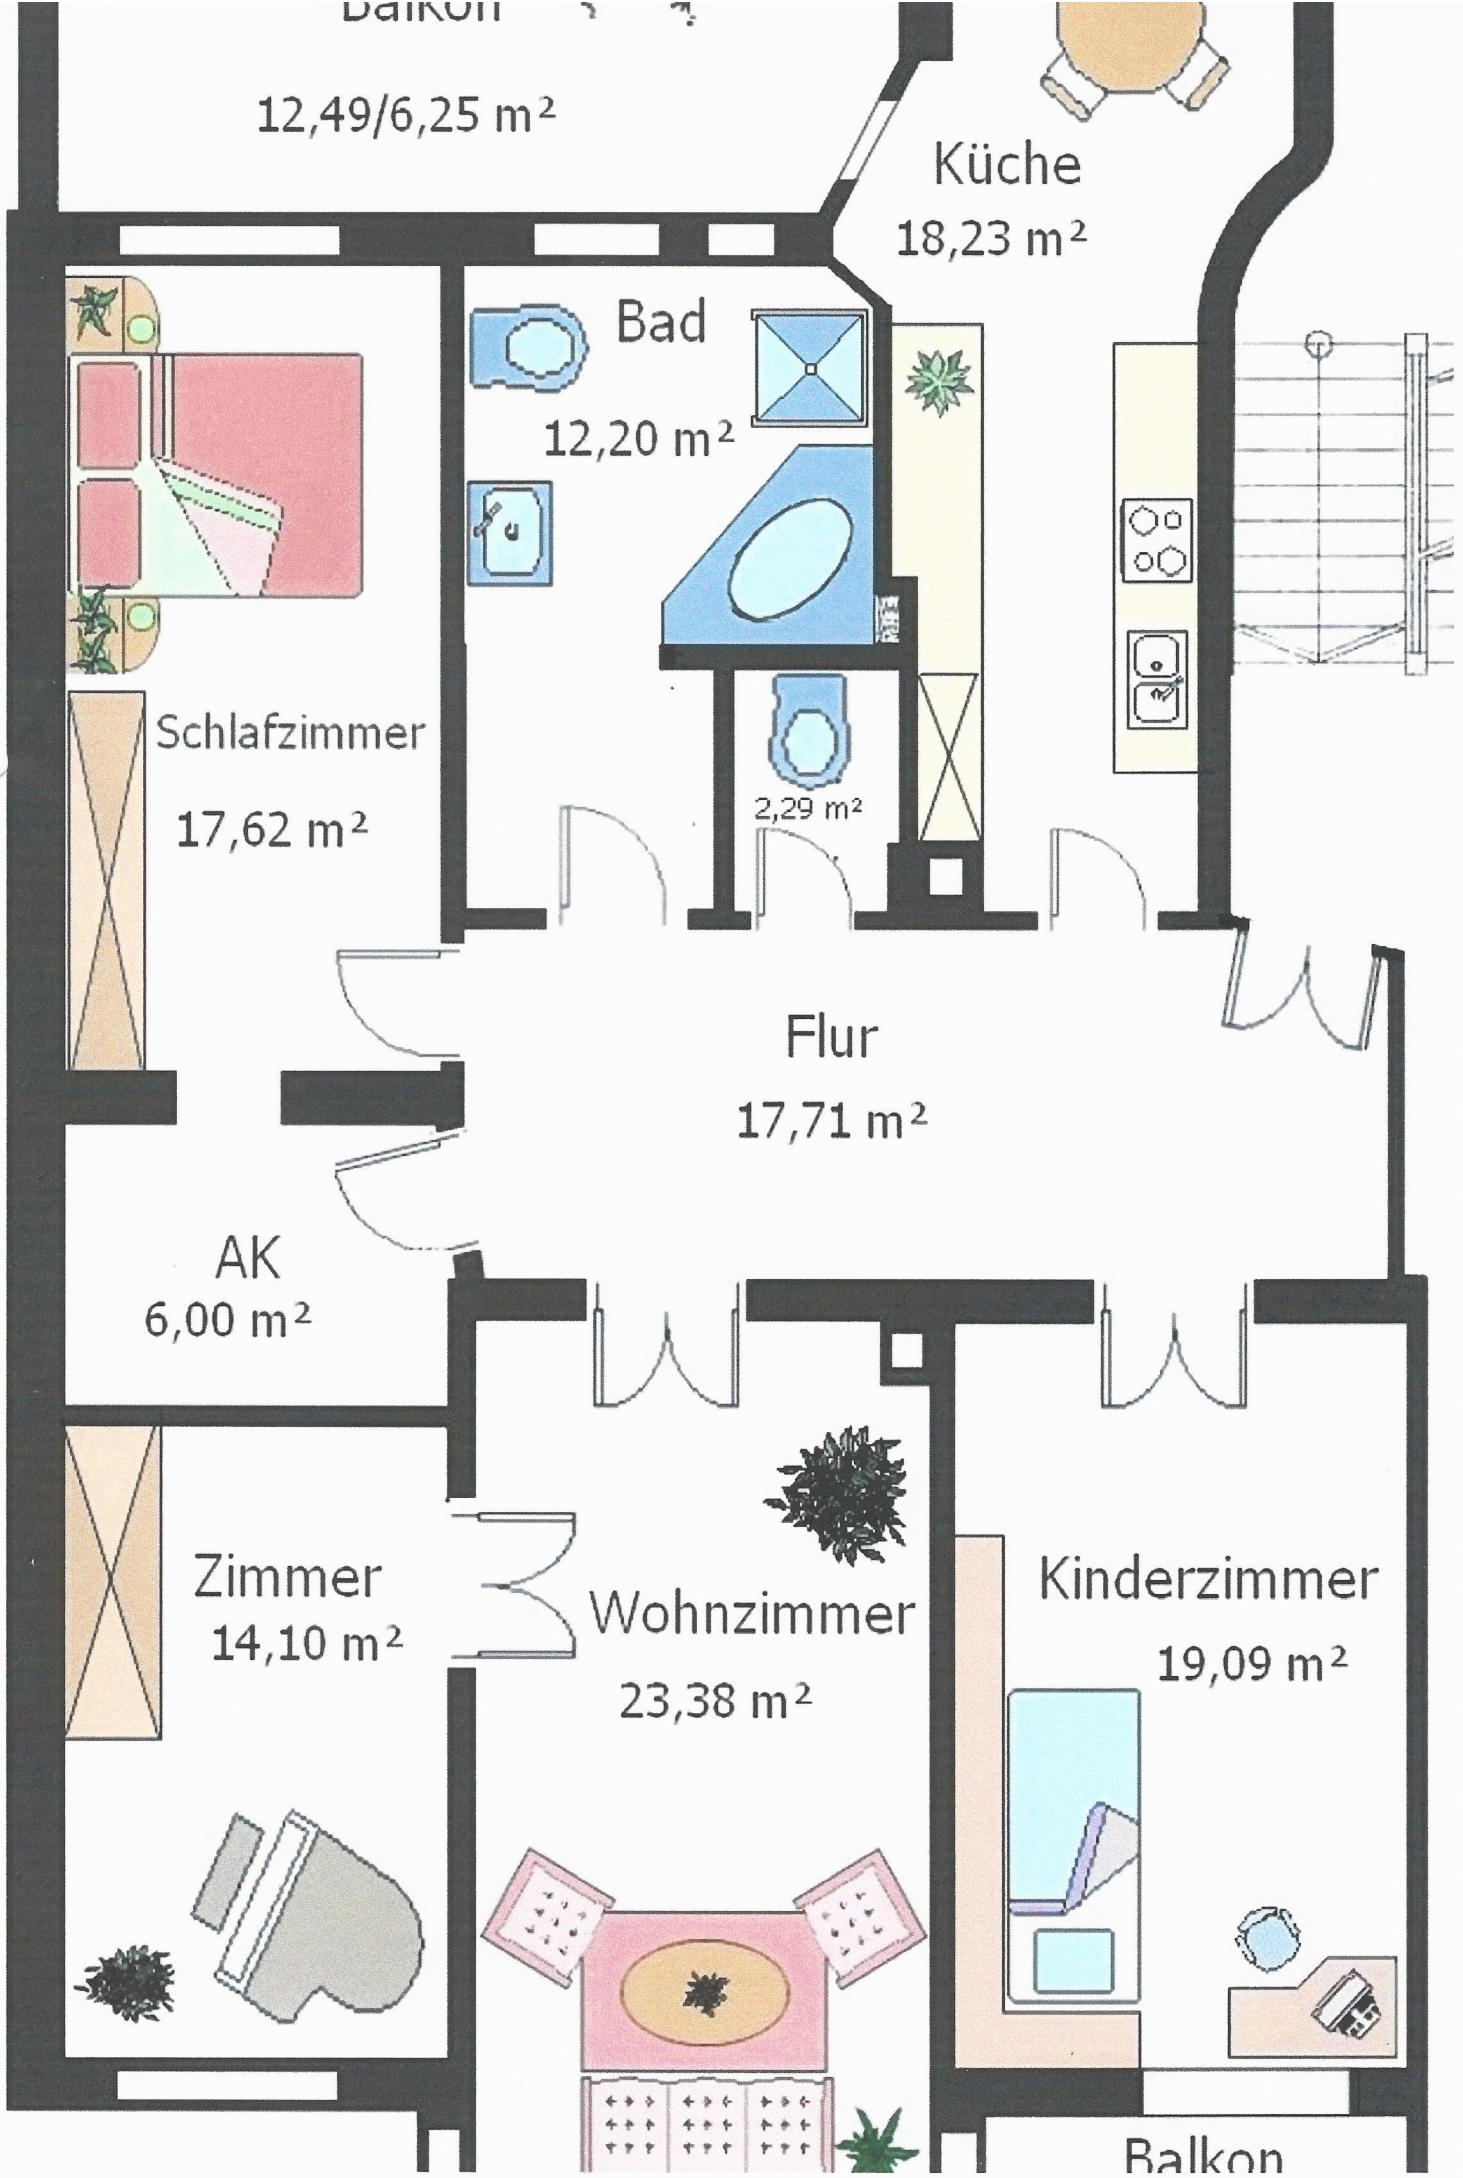 Balkon
12,49/6,25 m²
Küche
18,23 m²
Bad
12,20 m²
Schlafzimmer
17,62 m²
2,29 m²
Flur
17,71 m²
AK
6,00 m²
Zimmer
14,10 m²
Wohnzimmer
23,38 m²
Kinderzimmer
19,09 m²
Balkon